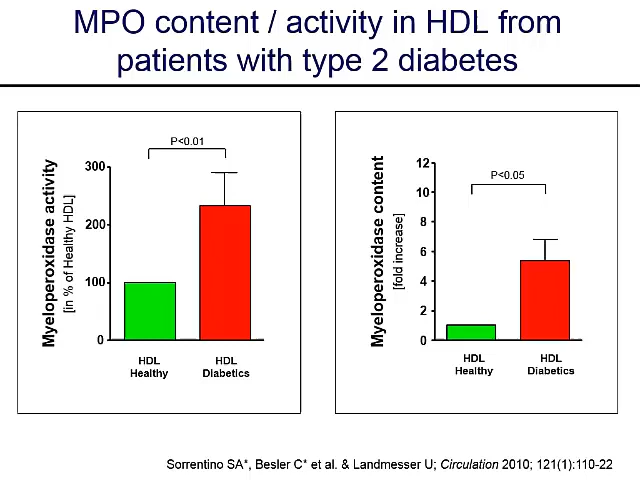 MPO content / activity in HDL from
patients with type 2 diabetes
Myeloperoxidase activity
[in % of Healthy HDL]
P<0.01
300
200
100
0
HDL
Healthy
HDL
Diabetics
Myeloperoxidase content
[fold increase]
P<0.05
12
10
8
6
4
2
0
HDL
Healthy
HDL
Diabetics
Sorrentino SA*, Besler C* et al. & Landmesser U; Circulation 2010; 121(1):110-22